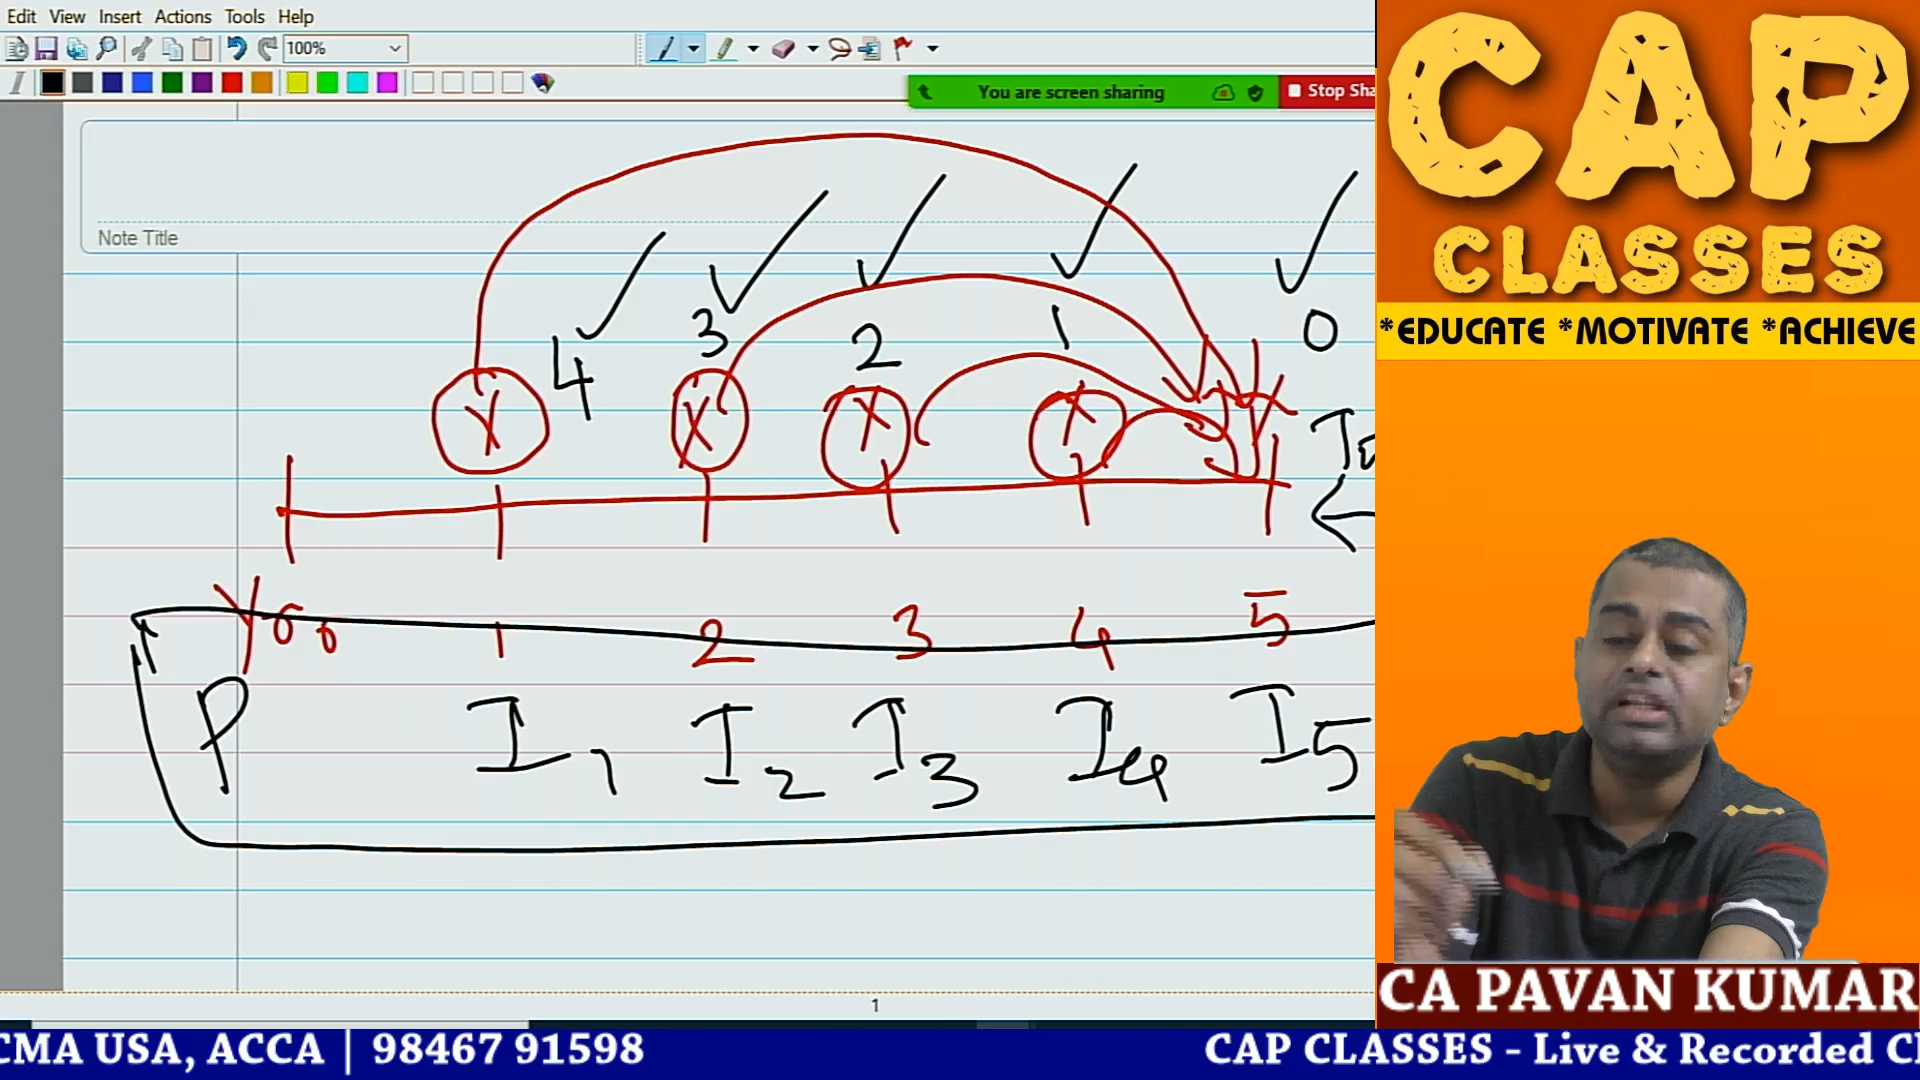 Edit View Insert Actions Tools Help
100%
You are screen sharing
Stop Sha
Note Title
4 3 2 1 0
X X X X
Y00 1 2 3 4 5
P I1 I2 I3 I4 I5
1
CAP
CLASSES
*EDUCATE *MOTIVATE *ACHIEVE
CA PAVAN KUMAR
CMA USA, ACCA | 98467 91598
CAP CLASSES - Live & Recorded Cl